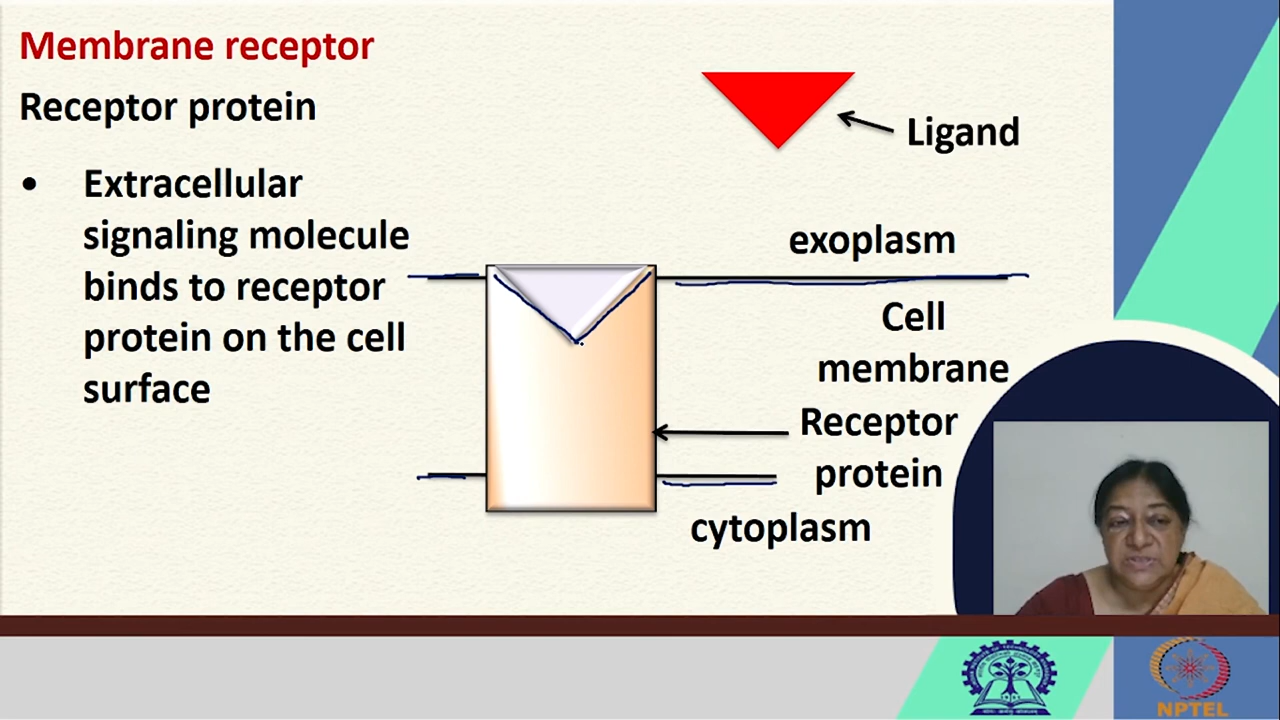 Membrane receptor
Receptor protein
• Extracellular
signaling molecule
binds to receptor
protein on the cell
surface
Ligand
exoplasm
Cell
membrane
Receptor
protein
cytoplasm
NPTEL